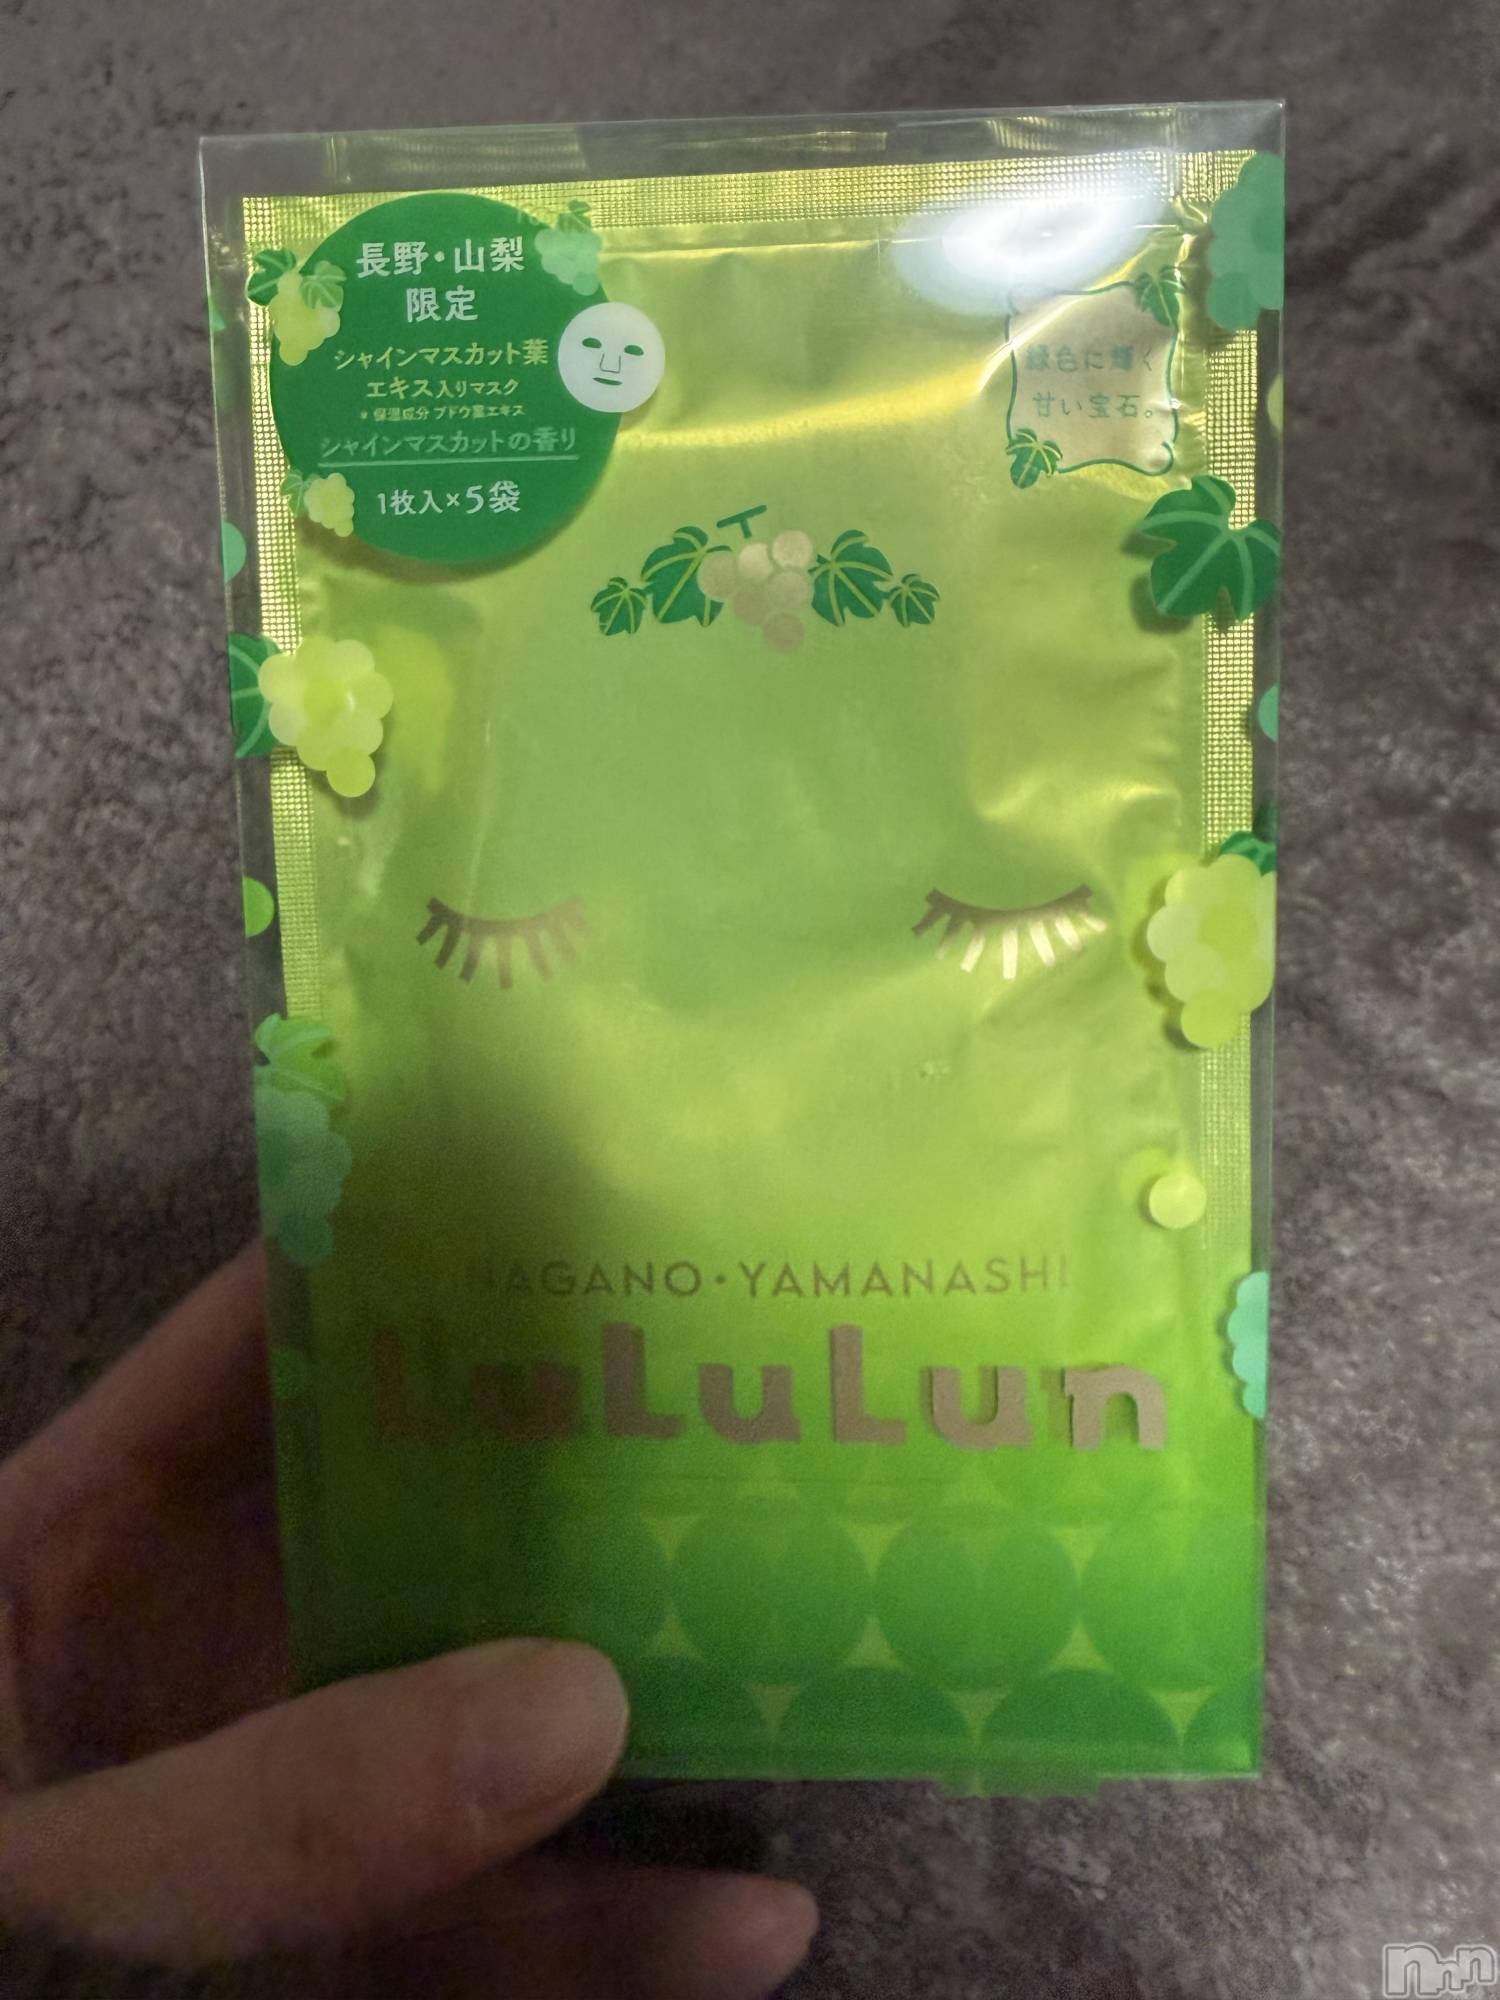 長野・山梨
限定
シャインマスカット葉
エキス入りマスク
※ 保湿成分 ブドウ葉エキス
シャインマスカットの香り
1枚入×5袋
緑色に輝く
甘い宝石。
NAGANO・YAMANASHI
LuLuLun